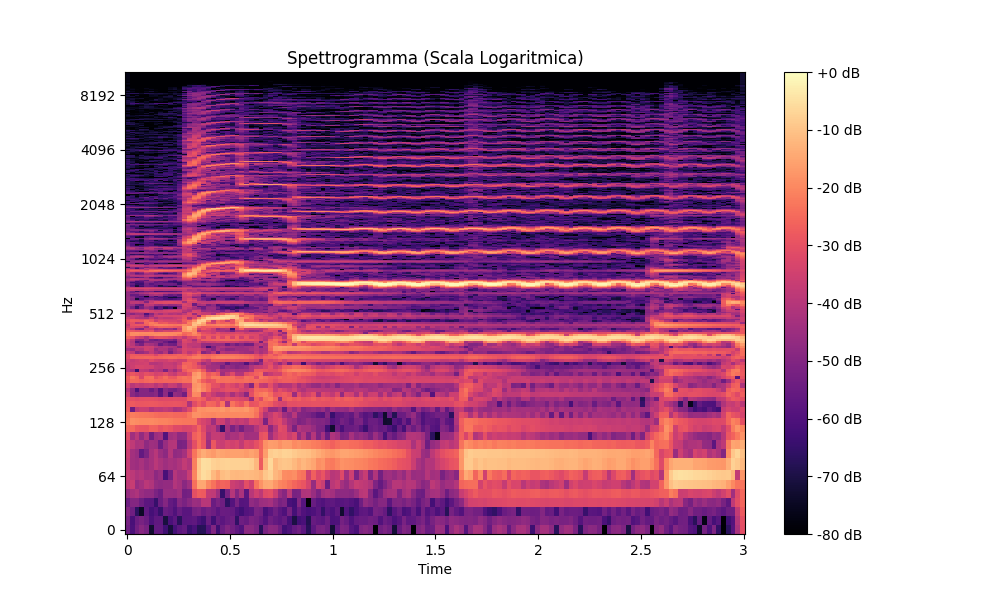 Spettrogramma (Scala Logaritmica)
Hz
8192
4096
2048
1024
512
256
128
64
0
0 0.5 1 1.5 2 2.5 3
Time
+0 dB
-10 dB
-20 dB
-30 dB
-40 dB
-50 dB
-60 dB
-70 dB
-80 dB